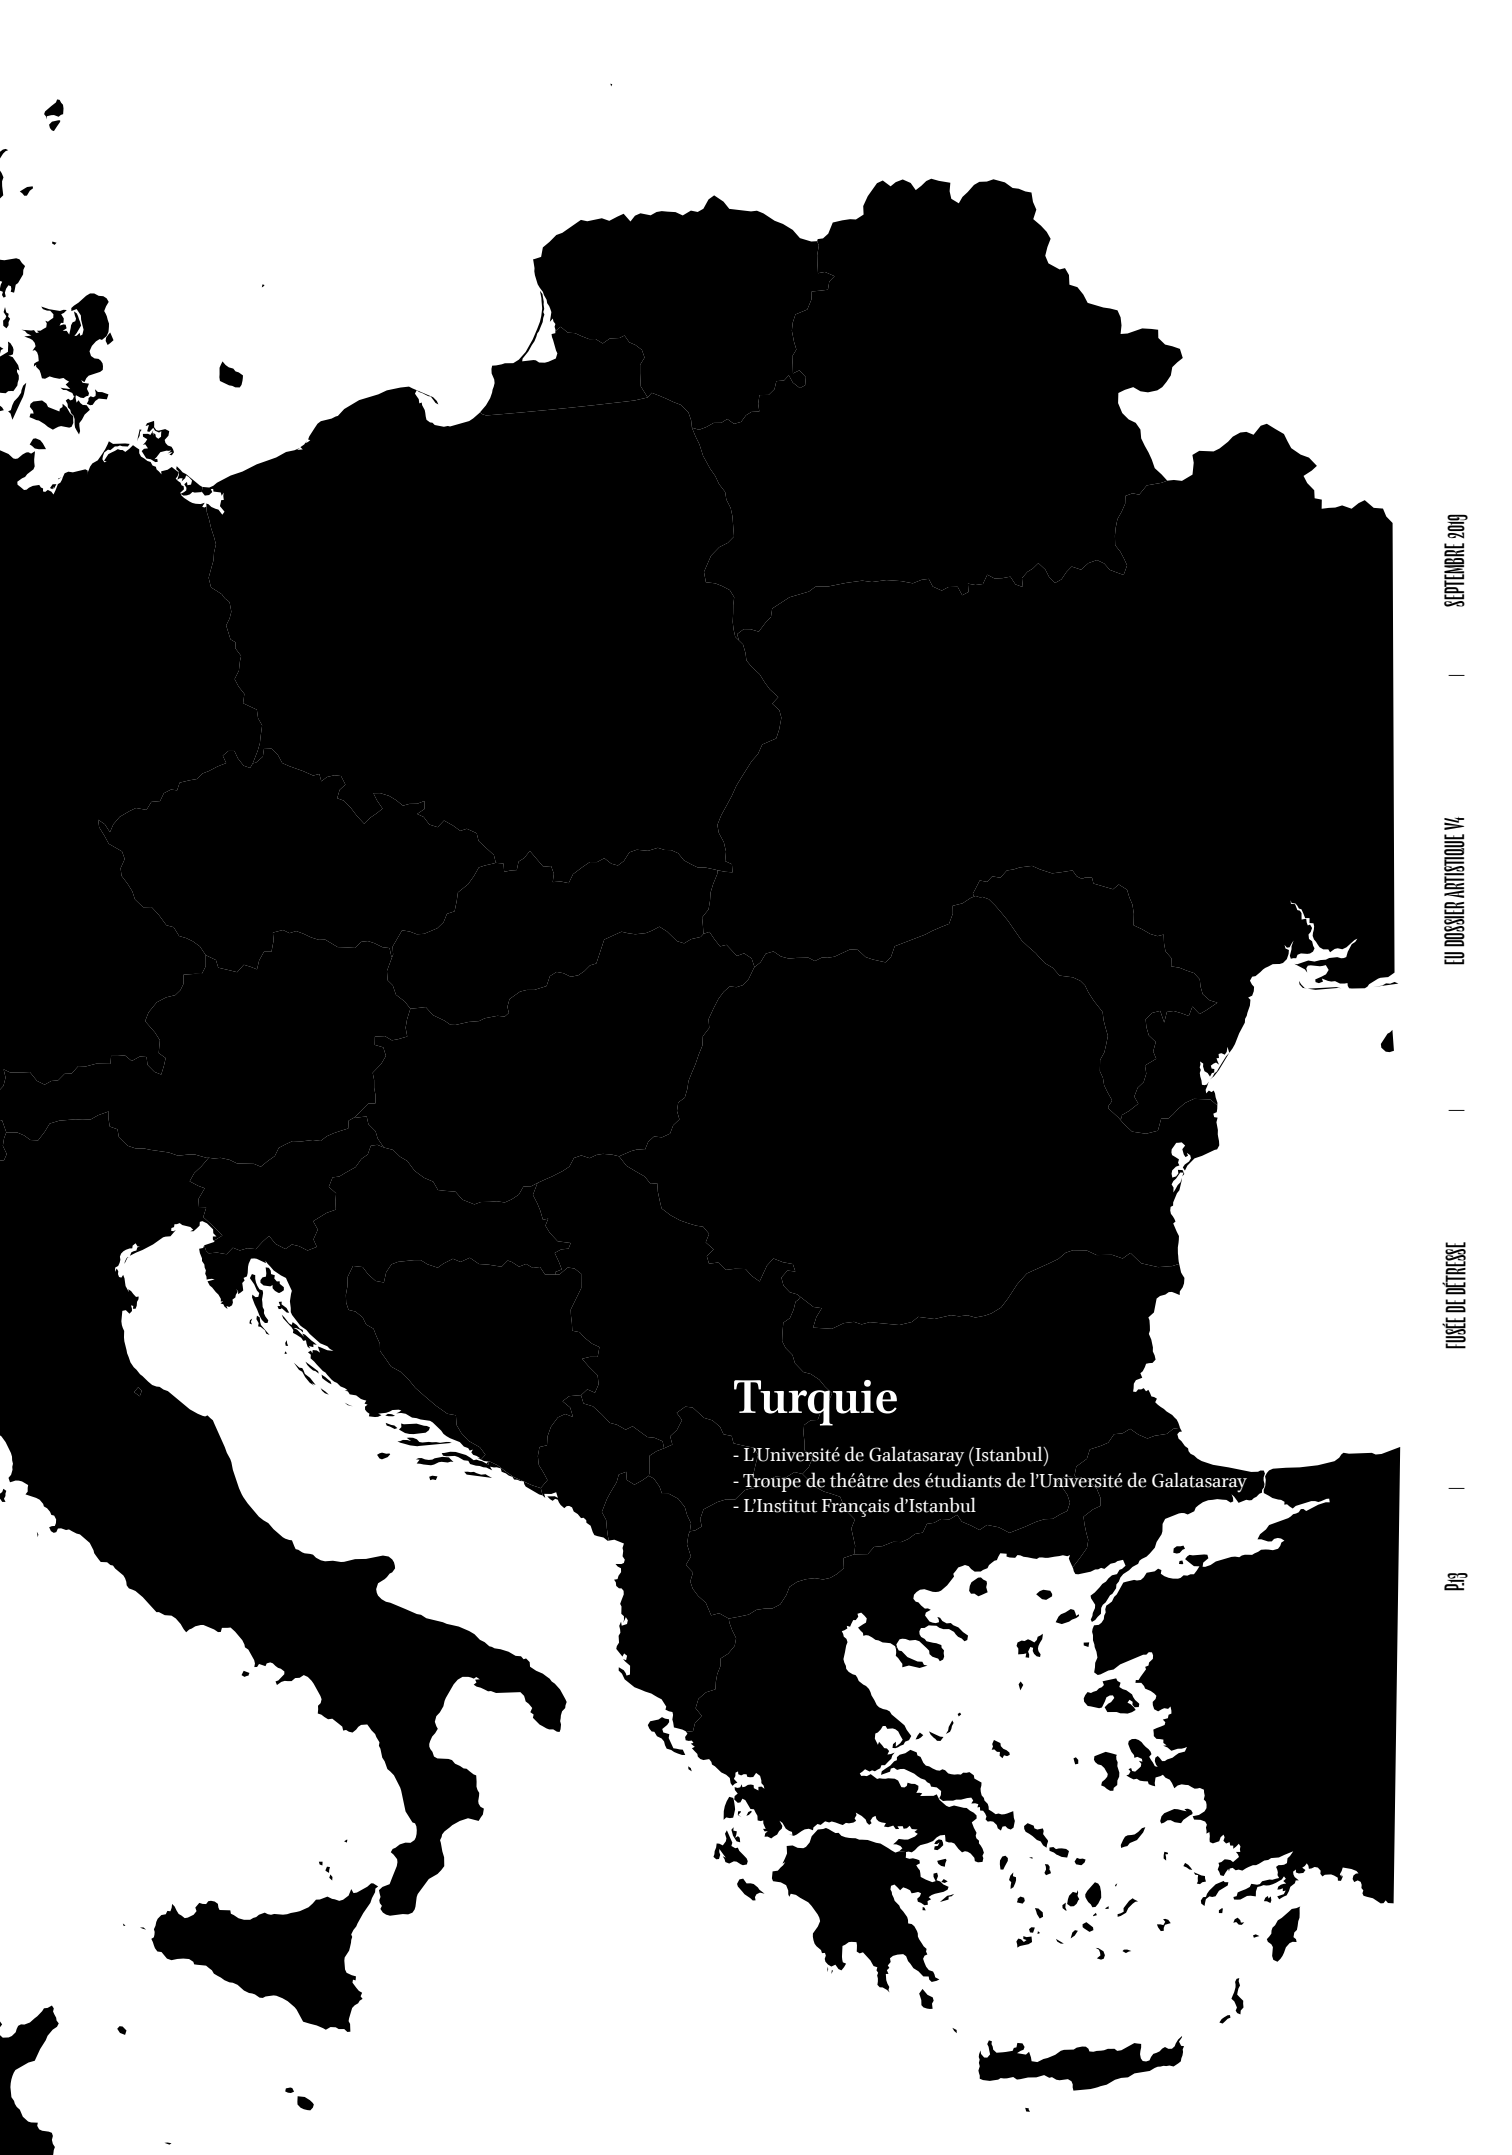 Turquie
- L’Université de Galatasaray (Istanbul)
- Troupe de théâtre des étudiants de l’Université de Galatasaray
- L’Institut Français d’Istanbul
SEPTEMBRE 2019
EU DOSSIER ARTISTIQUE V4
FUSÉE DE DÉTRESSE
P.13